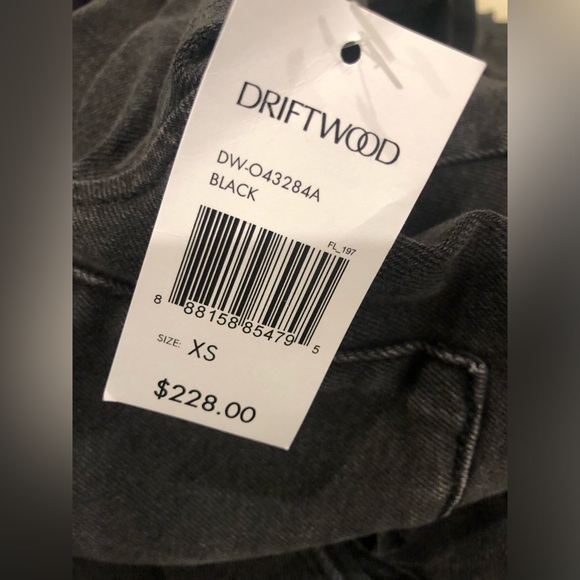 DRIFTWOOD
DW-O43284A
BLACK
FL_197
8 88158 85479 5
SIZE: XS
$228.00